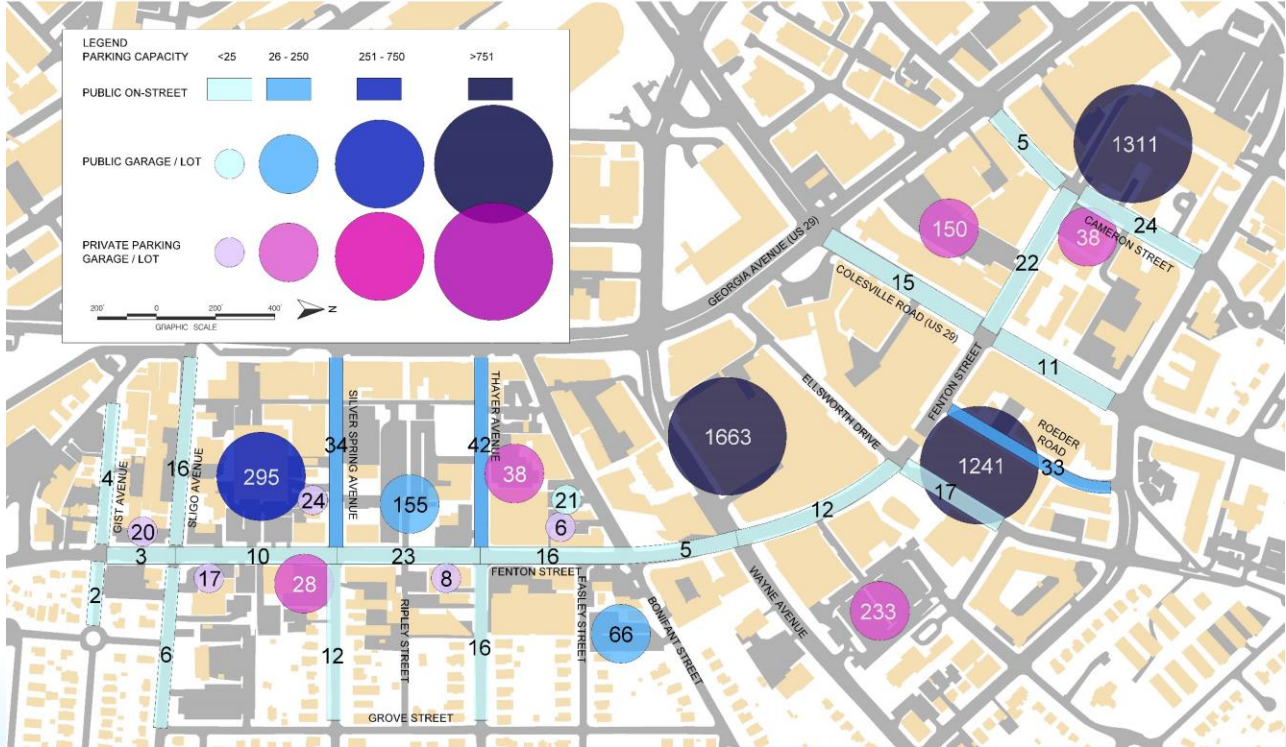 LEGEND
PARKING CAPACITY <25 26 - 250 251 - 750 >751
PUBLIC ON-STREET
PUBLIC GARAGE / LOT
PRIVATE PARKING
GARAGE / LOT
200' 0 200' 400'
GRAPHIC SCALE
N
1311
5
150
38
24
CAMERON STREET
22
GEORGIA AVENUE (US 29)
15
COLESVILLE ROAD (US 29)
11
FENTON STREET
ELLSWORTH DRIVE
ROEDER
ROAD
33
1663
1241
17
12
5
4
GIST AVENUE
16
SLIGO AVENUE
295
24
34
SILVER SPRING AVENUE
155
42
THAYER AVENUE
38
21
6
20
3
10
23
16
FENTON STREET
2
17
28
8
6
12
RIPLEY STREET
16
EASLEY STREET
66
BONIFANT STREET
WAYNE AVENUE
233
GROVE STREET